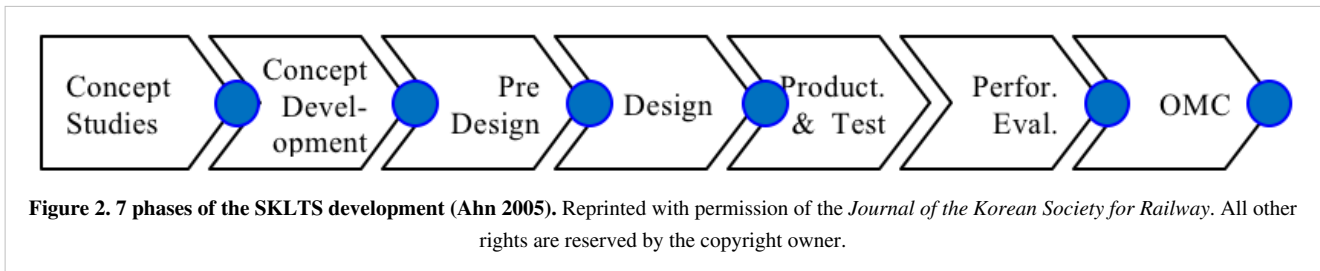 Concept
Studies
Concept
Devel-
opment
Pre
Design
Design
Product.
& Test
Perfor.
Eval.
OMC
Figure 2. 7 phases of the SKLTS development (Ahn 2005). Reprinted with permission of the Journal of the Korean Society for Railway. All other
rights are reserved by the copyright owner.